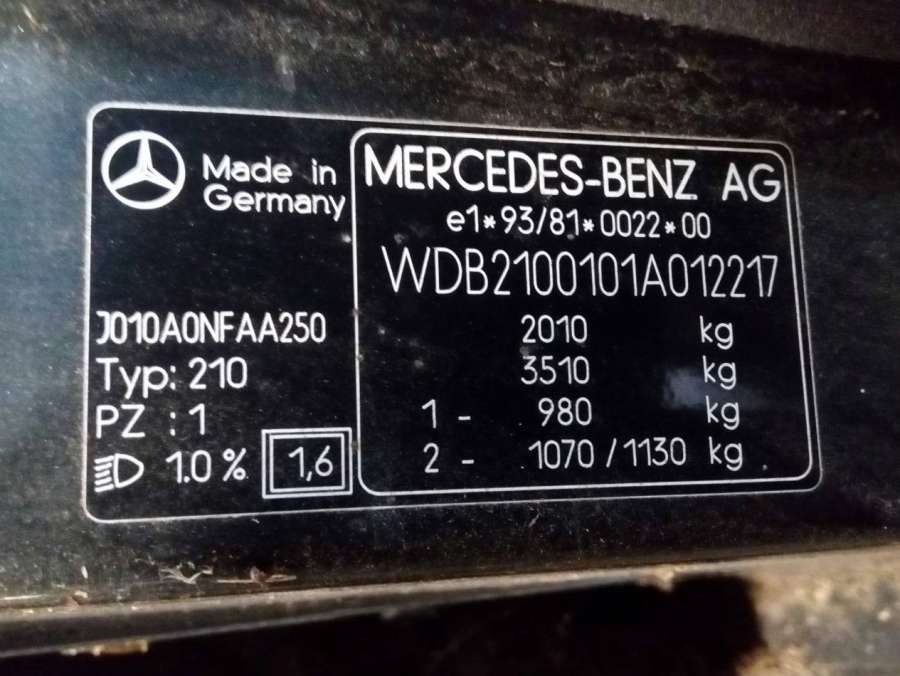 Made in
Germany
J010A0NFAA250
Typ: 210
PZ : 1
1.0 %
1,6
MERCEDES-BENZ AG
e1*93/81*0022*00
WDB2100101A012217
2010 kg
3510 kg
1 - 980 kg
2 - 1070 / 1130 kg